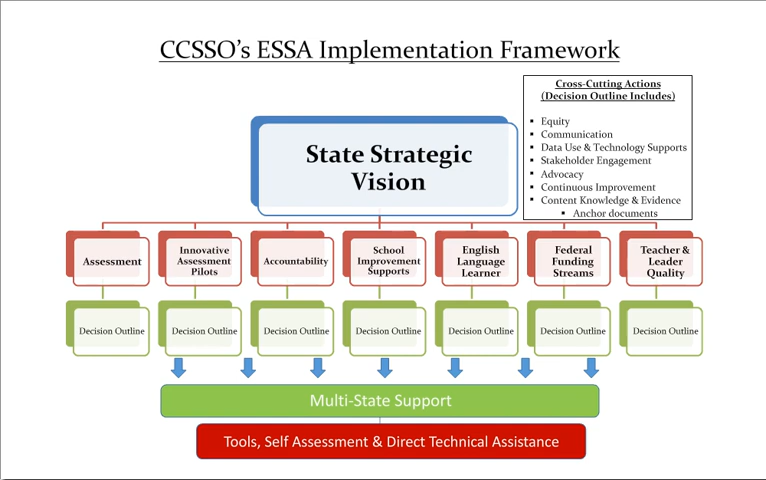 CCSSO’s ESSA Implementation Framework
Cross-Cutting Actions
(Decision Outline Includes)
▪ Equity
▪ Communication
▪ Data Use & Technology Supports
▪ Stakeholder Engagement
▪ Advocacy
▪ Continuous Improvement
▪ Content Knowledge & Evidence
▪ Anchor documents
State Strategic
Vision
Assessment
Innovative
Assessment
Pilots
Accountability
School
Improvement
Supports
English
Language
Learner
Federal
Funding
Streams
Teacher &
Leader
Quality
Decision Outline
Decision Outline
Decision Outline
Decision Outline
Decision Outline
Decision Outline
Decision Outline
Multi-State Support
Tools, Self Assessment & Direct Technical Assistance